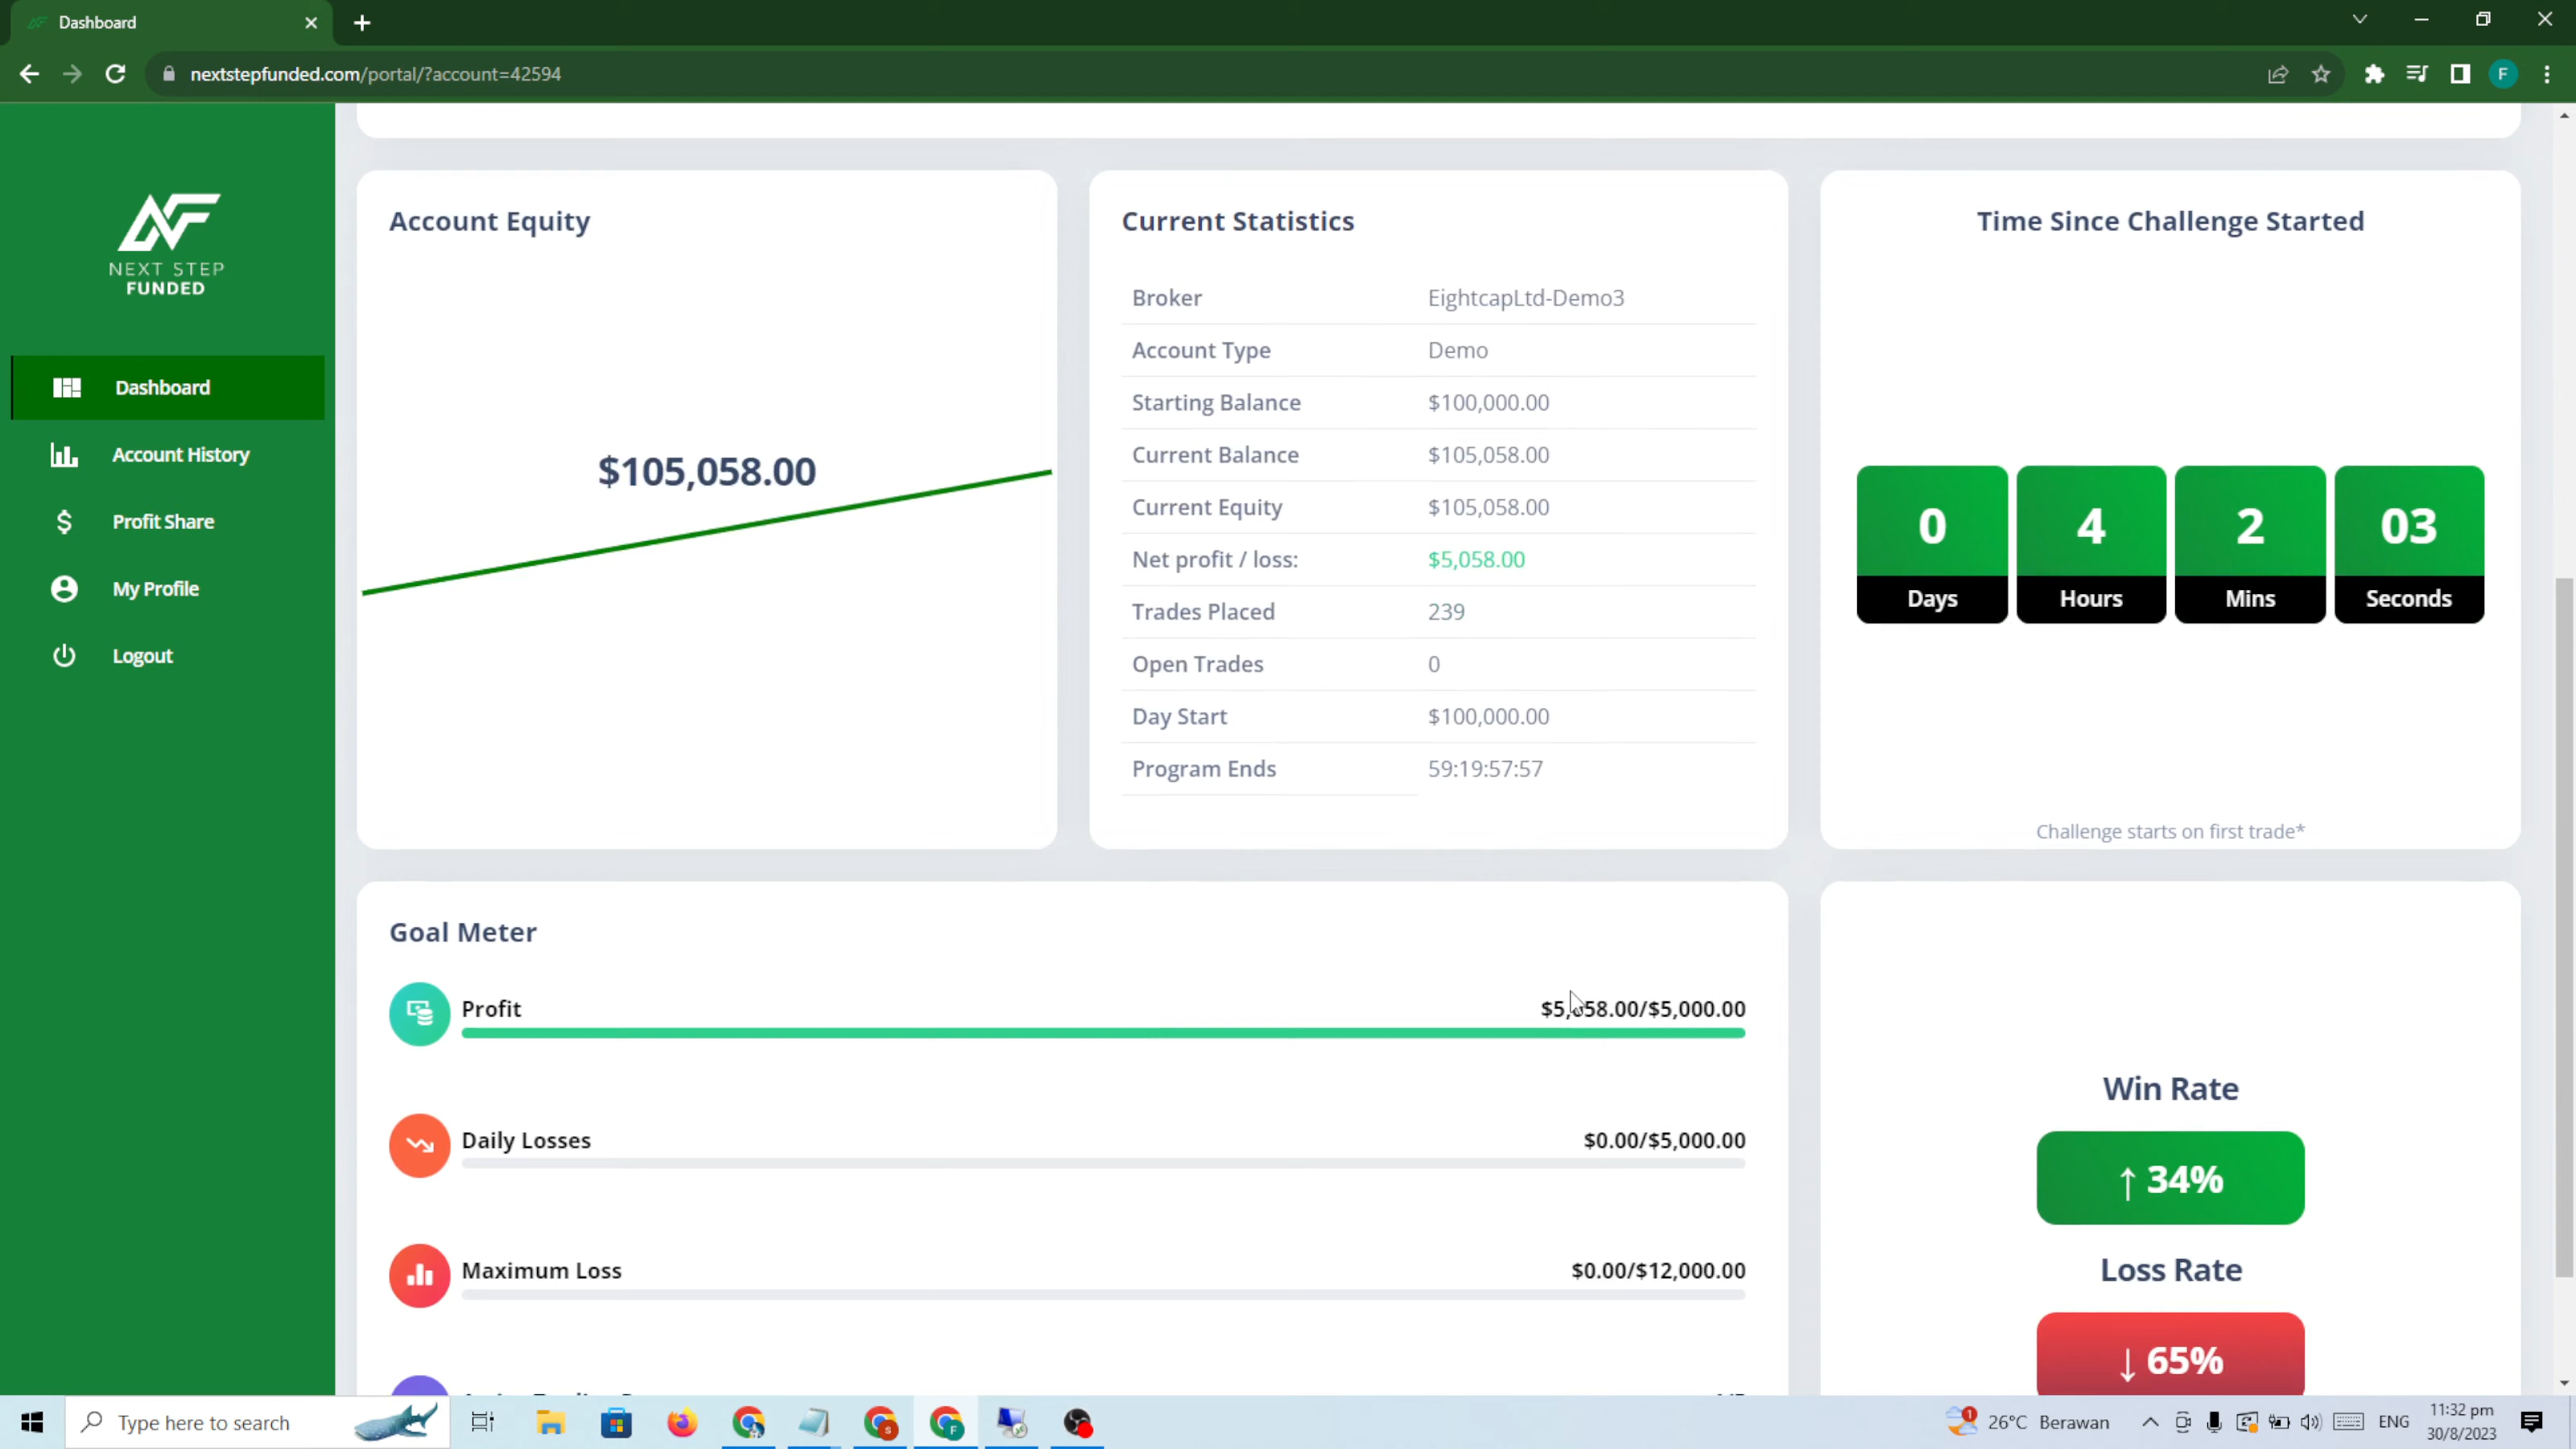 Dashboard
nextstepfunded.com/portal/?account=42594
F
NEXT STEP
FUNDED
Dashboard
Account History
Profit Share
My Profile
Logout
Account Equity
$105,058.00
Current Statistics
Broker EightcapLtd-Demo3
Account Type Demo
Starting Balance $100,000.00
Current Balance $105,058.00
Current Equity $105,058.00
Net profit / loss: $5,058.00
Trades Placed 239
Open Trades 0
Day Start $100,000.00
Program Ends 59:19:57:57
Time Since Challenge Started
0 4 2 03
Days Hours Mins Seconds
Challenge starts on first trade*
Goal Meter
Profit $5,058.00/$5,000.00
Daily Losses $0.00/$5,000.00
Maximum Loss $0.00/$12,000.00
Win Rate
↑ 34%
Loss Rate
↓ 65%
Type here to search
1
26°C Berawan
ENG
11:32 pm
30/8/2023